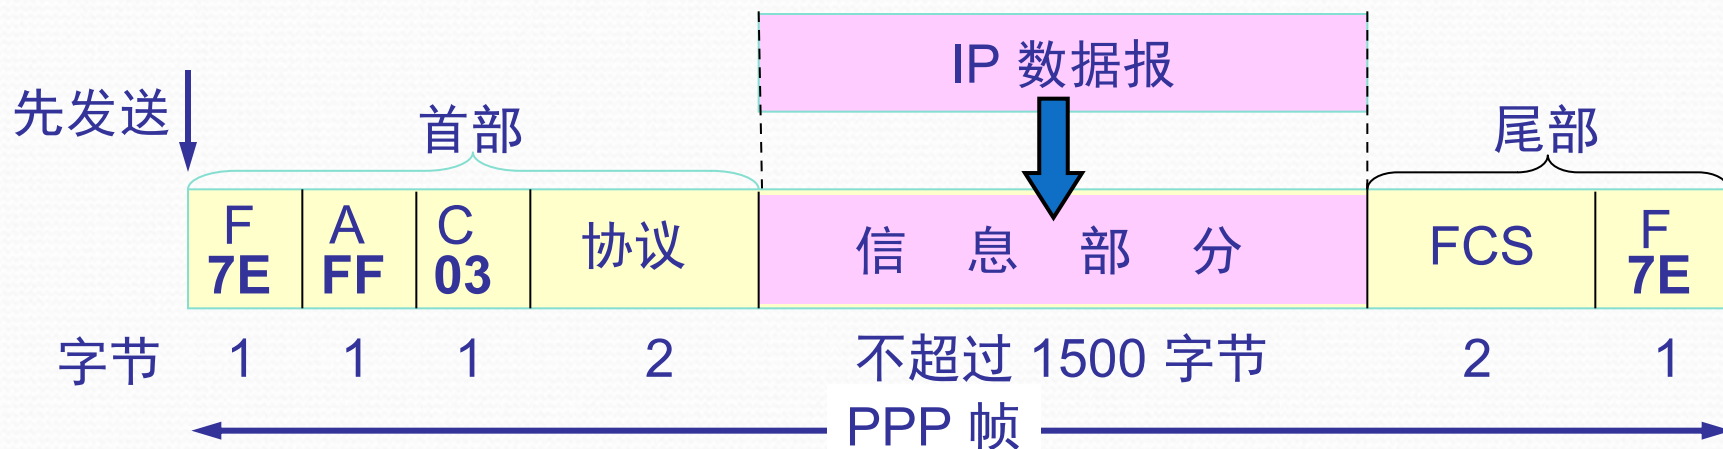 IP 数据报
先发送
首部
尾部
F A C 协议 信息部分 FCS F
7E FF 03 7E
字节 1 1 1 2 不超过 1500 字节 2 1
PPP 帧